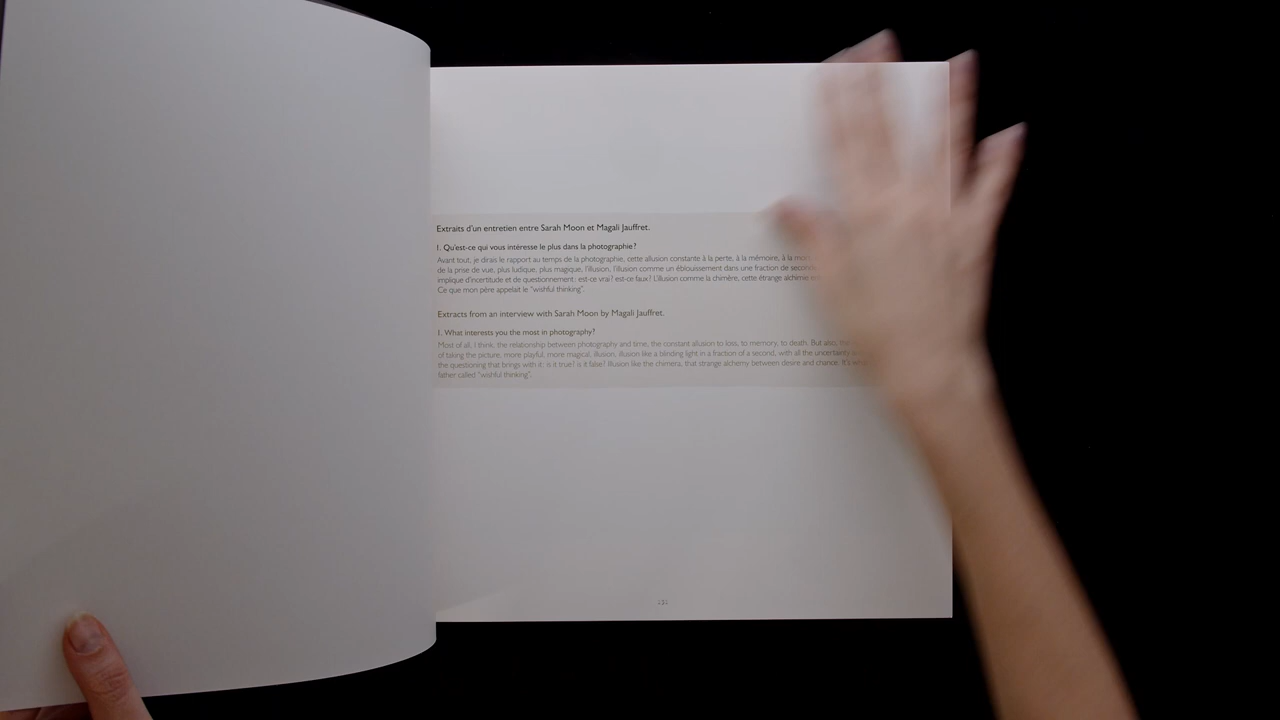 Extraits d'un entretien entre Sarah Moon et Magali Jauffret.
1. Qu'est-ce qui vous intéresse le plus dans la photographie?
Avant tout, je dirais le rapport au temps de la photographie, cette allusion constante à la perte, à la mémoire, à la
de la prise de vue, plus ludique, plus magique, l'illusion, l'illusion comme un éblouissement dans une fraction de
implique d'incertitude et de questionnement : est-ce vrai? est-ce faux? L'illusion comme la chimère, cette étrange alchimie
Ce que mon père appelait le "wishful thinking".
Extracts from an interview with Sarah Moon by Magali Jauffret.
1. What interests you the most in photography?
Most of all, I think, the relationship between photography and time, the constant allusion to loss, to memory, to death. But also,
of taking the picture, more playful, more magical, illusion, illusion like a blinding light in a fraction of a second, with all the uncertainty
the questioning that brings with it: is it true? is it false? Illusion like the chimera, that strange alchemy between desire and chance. It's
father called "wishful thinking".